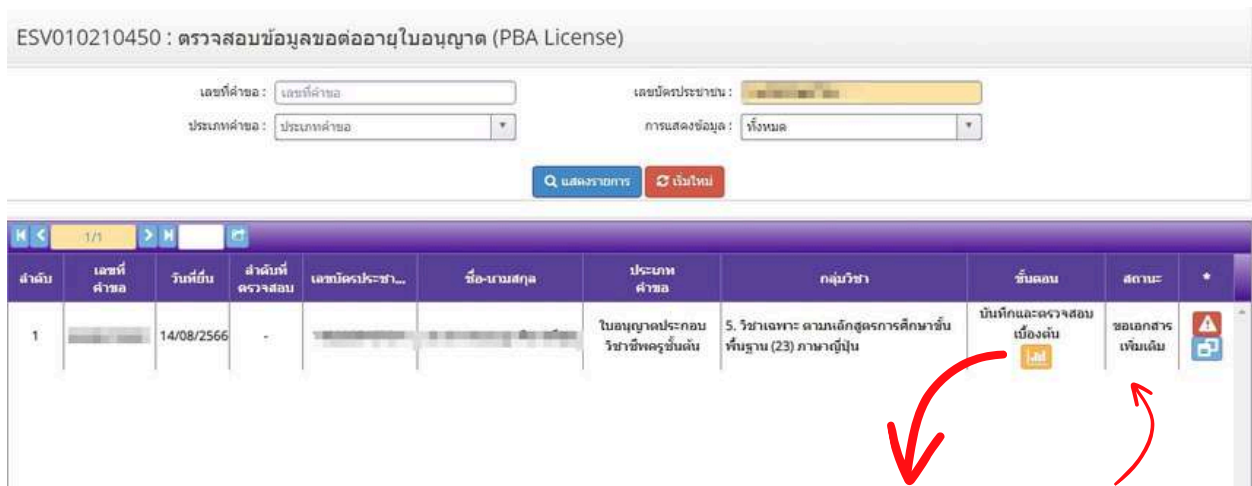 ESV010210450 : ตรวจสอบข้อมูลขอต่ออายุใบอนุญาต (PBA License)
เลขที่คำขอ : เลขที่คำขอ เลขบัตรประชาชน :
ประเภทคำขอ : ประเภทคำขอ การแสดงข้อมูล : ทั้งหมด
แสดงรายการ เริ่มใหม่
1/1
ลำดับ เลขที่คำขอ วันที่ยื่น ลำดับที่ตรวจสอบ เลขบัตรประชา... ชื่อ-นามสกุล ประเภทคำขอ กลุ่มวิชา ขั้นตอน สถานะ *
1 14/08/2566 - ใบอนุญาตประกอบ 5. วิชาเฉพาะ ตามหลักสูตรการศึกษาขั้น บันทึกและตรวจสอบ ขอเอกสาร
วิชาชีพครูชั้นต้น พื้นฐาน (23) ภาษาญี่ปุ่น เบื้องต้น เพิ่มเติม